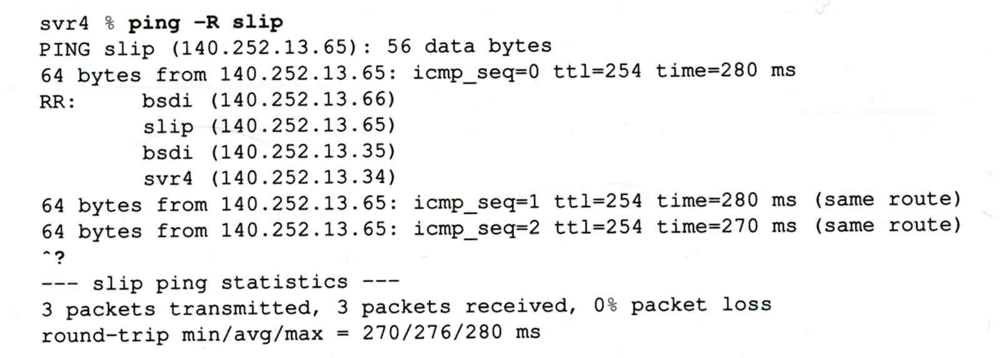 svr4 % ping -R slip
PING slip (140.252.13.65): 56 data bytes
64 bytes from 140.252.13.65: icmp_seq=0 ttl=254 time=280 ms
RR:     bsdi (140.252.13.66)
        slip (140.252.13.65)
        bsdi (140.252.13.35)
        svr4 (140.252.13.34)
64 bytes from 140.252.13.65: icmp_seq=1 ttl=254 time=280 ms (same route)
64 bytes from 140.252.13.65: icmp_seq=2 ttl=254 time=270 ms (same route)
^?
--- slip ping statistics ---
3 packets transmitted, 3 packets received, 0% packet loss
round-trip min/avg/max = 270/276/280 ms